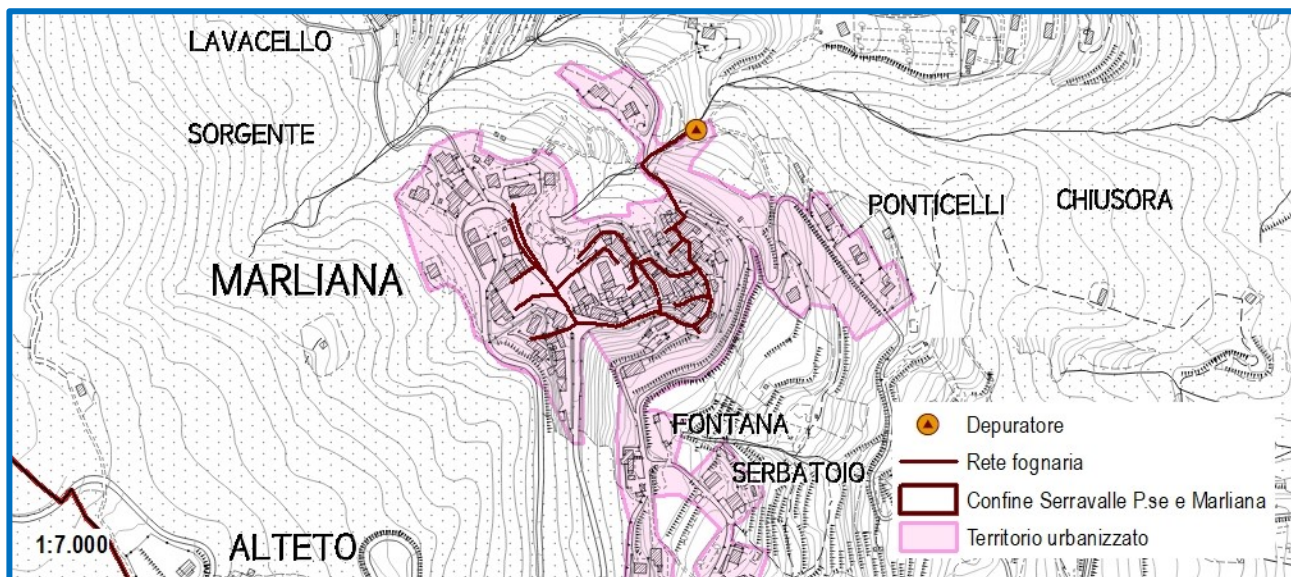 LAVACELLO
SORGENTE
PONTICELLI
CHIUSORA
MARLIANA
FONTANA
SERBATOIO
ALTETO
1:7.000
Depuratore
Rete fognaria
Confine Serravalle P.se e Marliana
Territorio urbanizzato